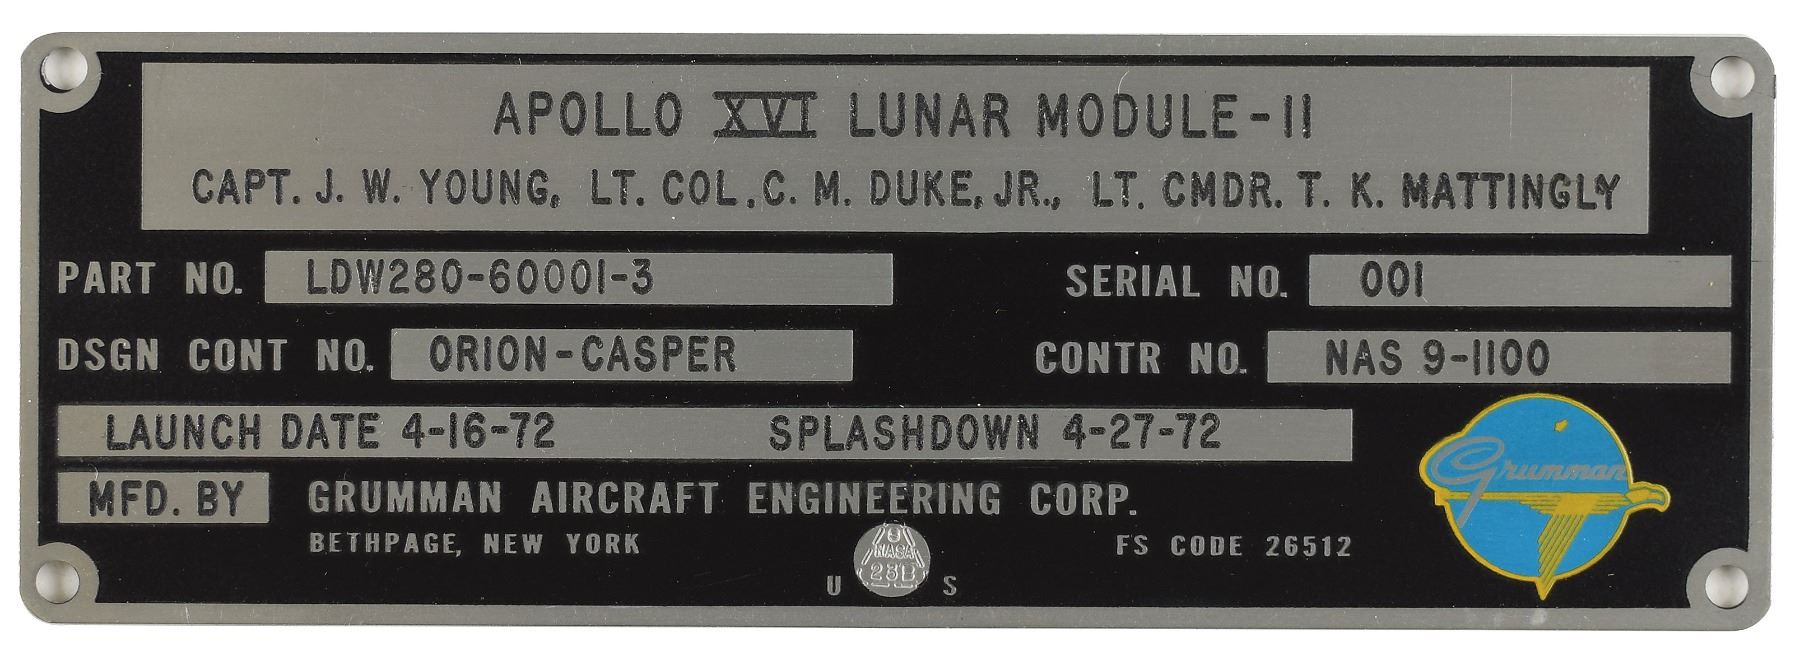 APOLLO XVI LUNAR MODULE-11
CAPT. J. W. YOUNG, LT. COL. C. M. DUKE, JR., LT. CMDR. T. K. MATTINGLY
PART NO. LDW280-60001-3 SERIAL NO. 001
DSGN CONT NO. ORION-CASPER CONTR NO. NAS 9-1100
LAUNCH DATE 4-16-72 SPLASHDOWN 4-27-72
MFD. BY GRUMMAN AIRCRAFT ENGINEERING CORP.
BETHPAGE, NEW YORK
FS CODE 26512
Grumman
U S
9
NASA
23B